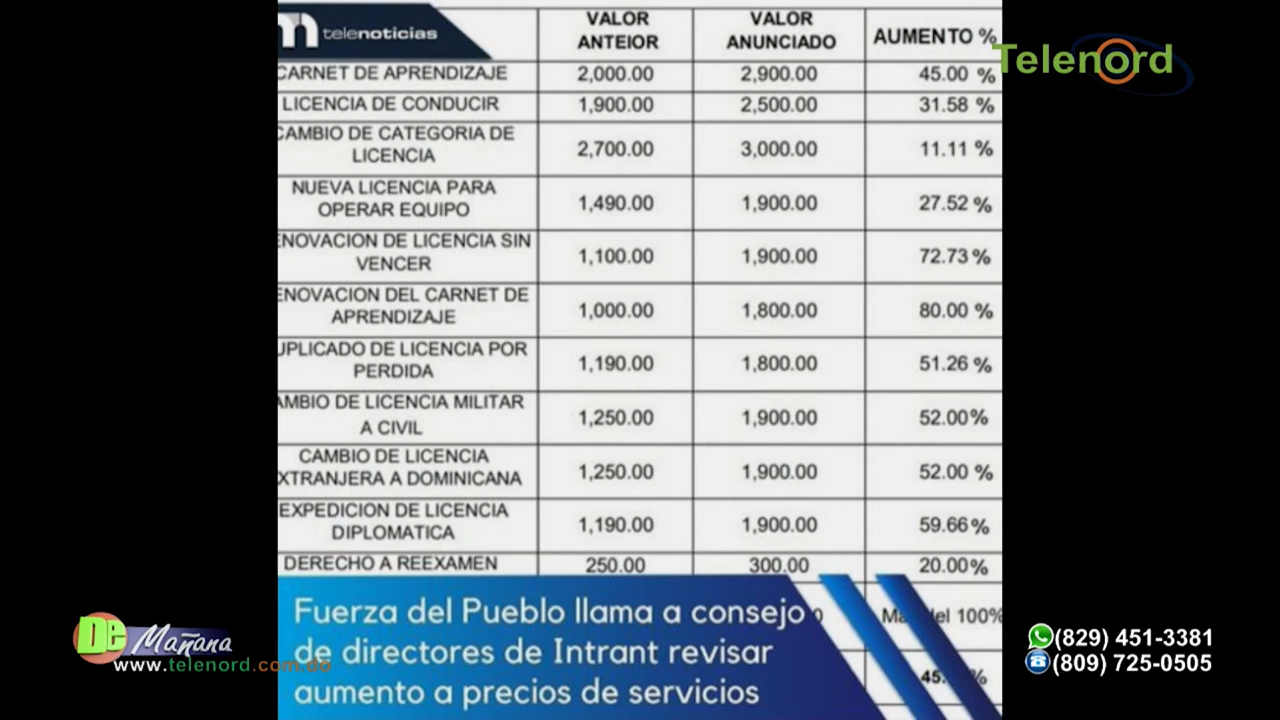 telenoticias
Telenord
VALOR ANTEIOR VALOR ANUNCIADO AUMENTO %
CARNET DE APRENDIZAJE 2,000.00 2,900.00 45.00 %
LICENCIA DE CONDUCIR 1,900.00 2,500.00 31.58 %
CAMBIO DE CATEGORIA DE
LICENCIA 2,700.00 3,000.00 11.11 %
NUEVA LICENCIA PARA
OPERAR EQUIPO 1,490.00 1,900.00 27.52 %
ENOVACION DE LICENCIA SIN
VENCER 1,100.00 1,900.00 72.73 %
ENOVACION DEL CARNET DE
APRENDIZAJE 1,000.00 1,800.00 80.00 %
UPLICADO DE LICENCIA POR
PERDIDA 1,190.00 1,800.00 51.26 %
AMBIO DE LICENCIA MILITAR
A CIVIL 1,250.00 1,900.00 52.00%
CAMBIO DE LICENCIA
XTRANJERA A DOMINICANA 1,250.00 1,900.00 52.00 %
EXPEDICION DE LICENCIA
DIPLOMATICA 1,190.00 1,900.00 59.66 %
DERECHO A REEXAMEN 250.00 300.00 20.00%
del 100%
45. %
Fuerza del Pueblo llama a consejo
de directores de Intrant revisar
aumento a precios de servicios
De Mañana
www.telenord.com.do
(829) 451-3381
(809) 725-0505